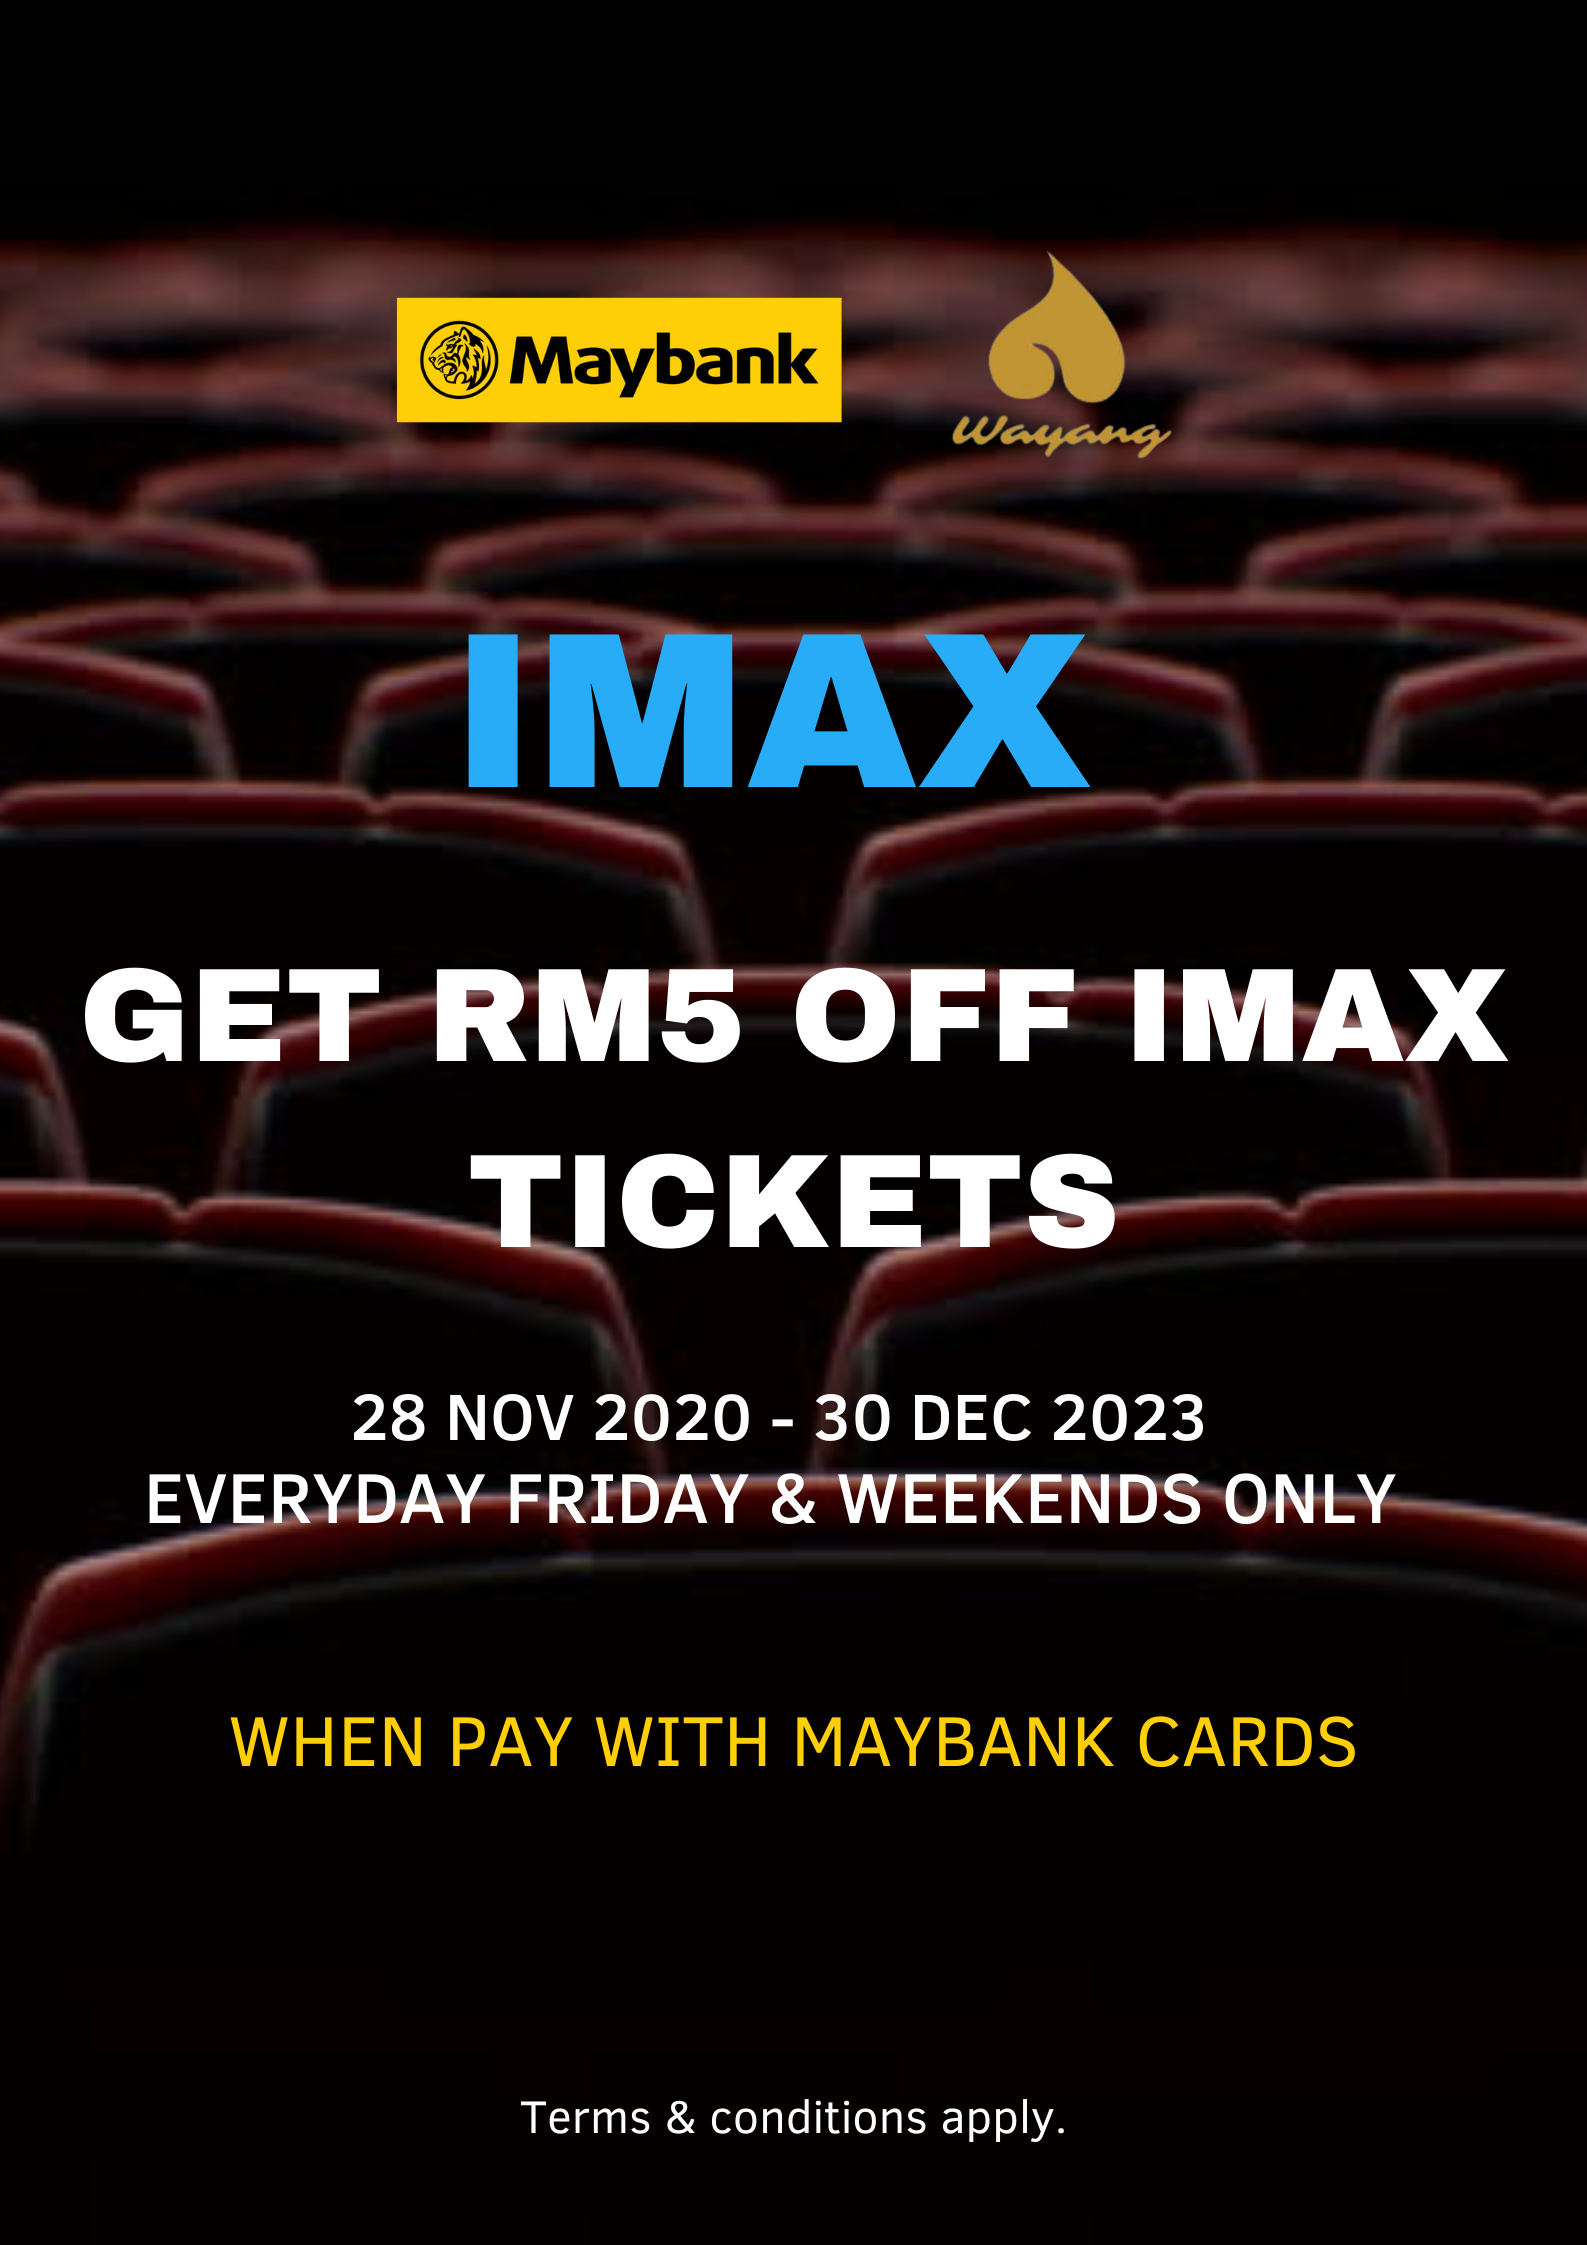 Maybank
Wayang
IMAX
GET RM5 OFF IMAX
TICKETS
28 NOV 2020 - 30 DEC 2023
EVERYDAY FRIDAY & WEEKENDS ONLY
WHEN PAY WITH MAYBANK CARDS
Terms & conditions apply.